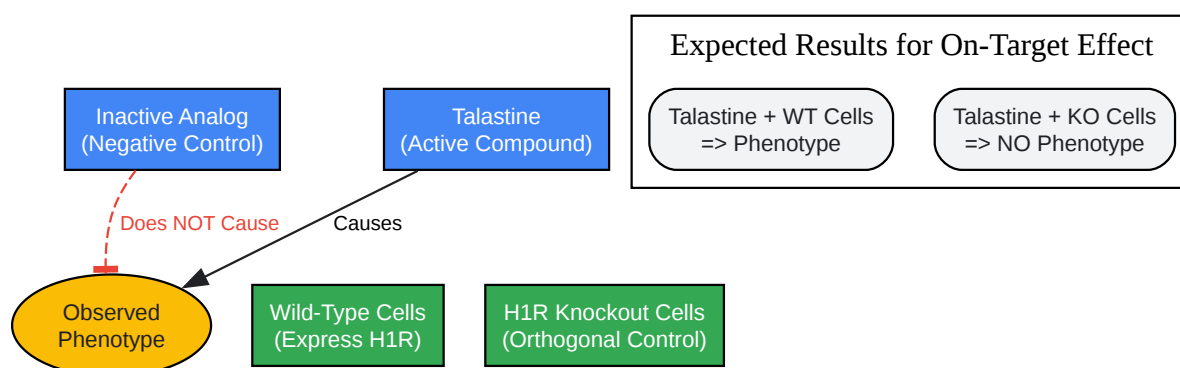 Expected Results for On-Target Effect
Inactive Analog
(Negative Control)
Talastine
(Active Compound)
Talastine + WT Cells
=> Phenotype
Talastine + KO Cells
=> NO Phenotype
Does NOT Cause
Causes
Observed
Phenotype
Wild-Type Cells
(Express H1R)
H1R Knockout Cells
(Orthogonal Control)